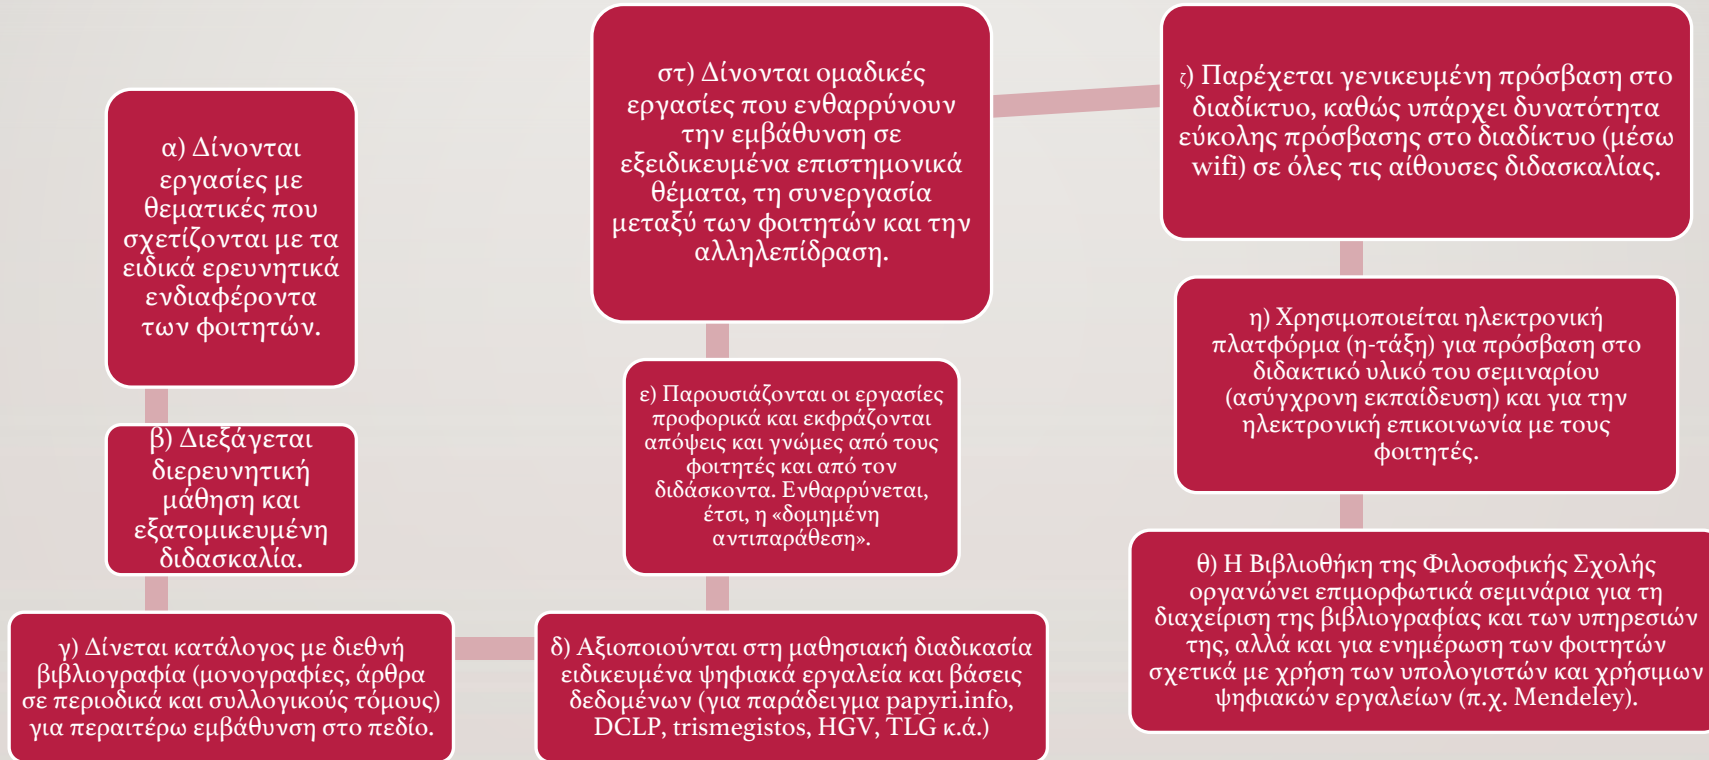 α) Δίνονται
εργασίες με
θεματικές που
σχετίζονται με τα
ειδικά ερευνητικά
ενδιαφέροντα
των φοιτητών.
β) Διεξάγεται
διερευνητική
μάθηση και
εξατομικευμένη
διδασκαλία.
γ) Δίνεται κατάλογος με διεθνή
βιβλιογραφία (μονογραφίες, άρθρα
σε περιοδικά και συλλογικούς τόμους)
για περαιτέρω εμβάθυνση στο πεδίο.
δ) Αξιοποιούνται στη μαθησιακή διαδικασία
ειδικευμένα ψηφιακά εργαλεία και βάσεις
δεδομένων (για παράδειγμα papyri.info,
DCLP, trismegistos, HGV, TLG κ.ά.)
ε) Παρουσιάζονται οι εργασίες
προφορικά και εκφράζονται
απόψεις και γνώμες από τους
φοιτητές και από τον
διδάσκοντα. Ενθαρρύνεται,
έτσι, η «δομημένη
αντιπαράθεση».
στ) Δίνονται ομαδικές
εργασίες που ενθαρρύνουν
την εμβάθυνση σε
εξειδικευμένα επιστημονικά
θέματα, τη συνεργασία
μεταξύ των φοιτητών και την
αλληλεπίδραση.
ζ) Παρέχεται γενικευμένη πρόσβαση στο
διαδίκτυο, καθώς υπάρχει δυνατότητα
εύκολης πρόσβασης στο διαδίκτυο (μέσω
wifi) σε όλες τις αίθουσες διδασκαλίας.
η) Χρησιμοποιείται ηλεκτρονική
πλατφόρμα (η-τάξη) για πρόσβαση στο
διδακτικό υλικό του σεμιναρίου
(ασύγχρονη εκπαίδευση) και για την
ηλεκτρονική επικοινωνία με τους
φοιτητές.
θ) Η Βιβλιοθήκη της Φιλοσοφικής Σχολής
οργανώνει επιμορφωτικά σεμινάρια για τη
διαχείριση της βιβλιογραφίας και των υπηρεσιών
της, αλλά και για ενημέρωση των φοιτητών
σχετικά με χρήση των υπολογιστών και χρήσιμων
ψηφιακών εργαλείων (π.χ. Mendeley).